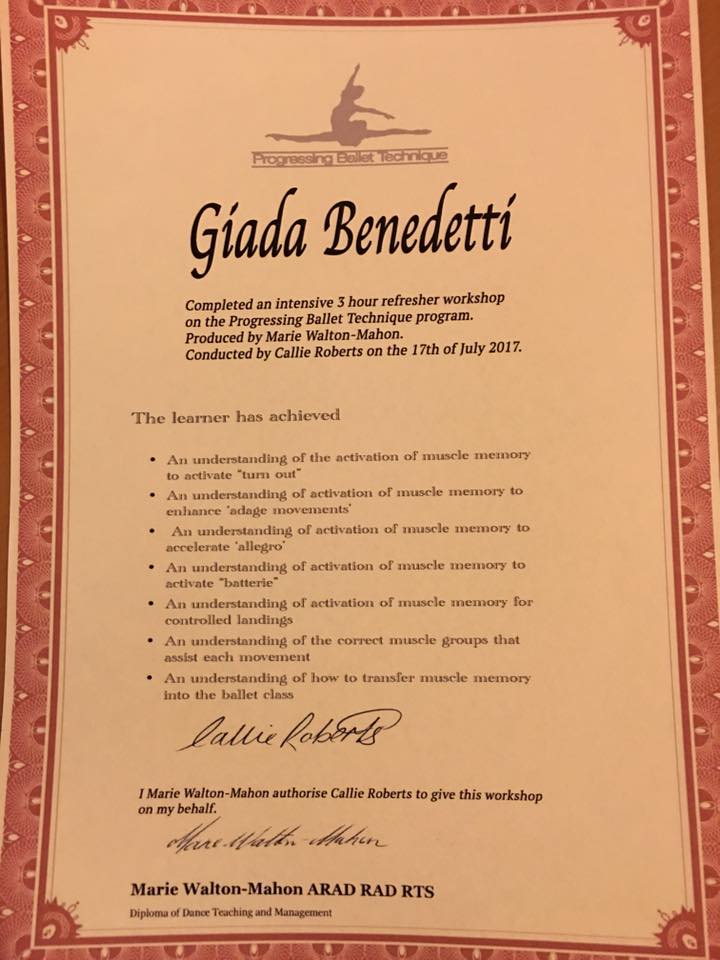 Progressing Ballet Technique
Giada Benedetti
Completed an intensive 3 hour refresher workshop
on the Progressing Ballet Technique program.
Produced by Marie Walton-Mahon.
Conducted by Callie Roberts on the 17th of July 2017.
The learner has achieved
• An understanding of the activation of muscle memory
to activate "turn out"
• An understanding of activation of muscle memory to
enhance 'adage movements'
• An understanding of activation of muscle memory to
accelerate 'allegro'
• An understanding of activation of muscle memory to
activate "batterie"
• An understanding of activation of muscle memory for
controlled landings
• An understanding of the correct muscle groups that
assist each movement
• An understanding of how to transfer muscle memory
into the ballet class
Callie Roberts
I Marie Walton-Mahon authorise Callie Roberts to give this workshop
on my behalf.
Marie Walton-Mahon
Marie Walton-Mahon ARAD RAD RTS
Diploma of Dance Teaching and Management